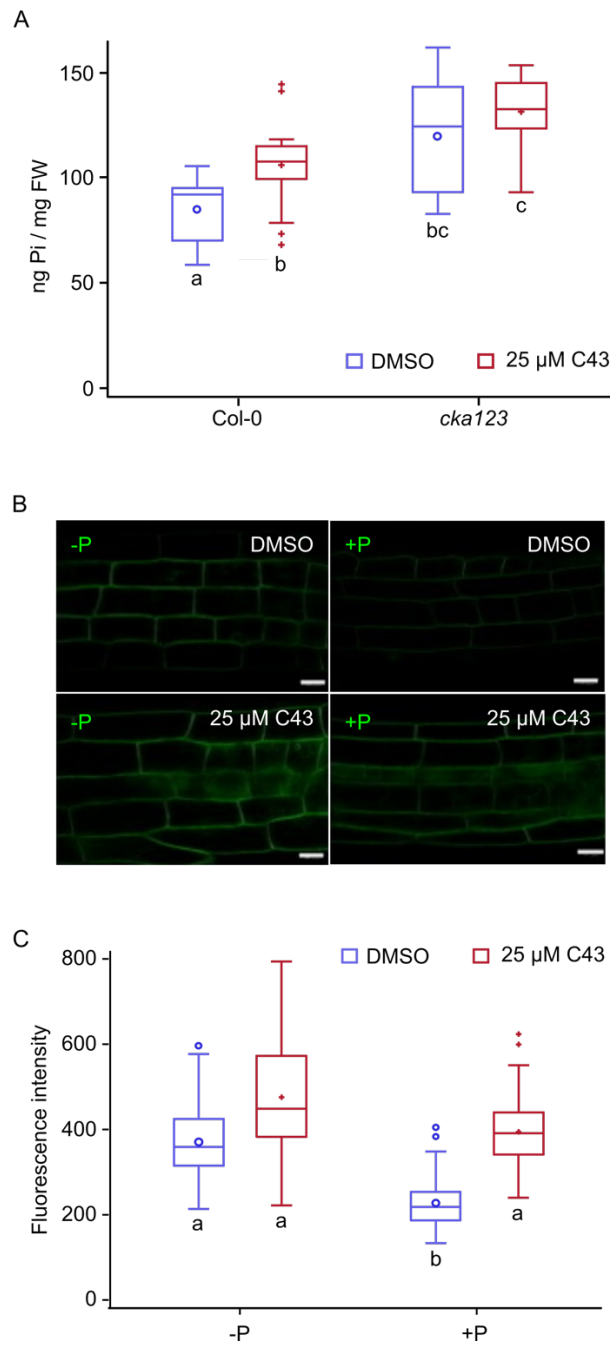 A
ng Pi / mg FW
150
100
50
0
a
b
bc
c
DMSO
25 µM C43
Col-0
cka123
B
-P
DMSO
+P
DMSO
-P
25 µM C43
+P
25 µM C43
C
Fluorescence intensity
800
600
400
200
0
DMSO
25 µM C43
a
a
b
a
-P
+P